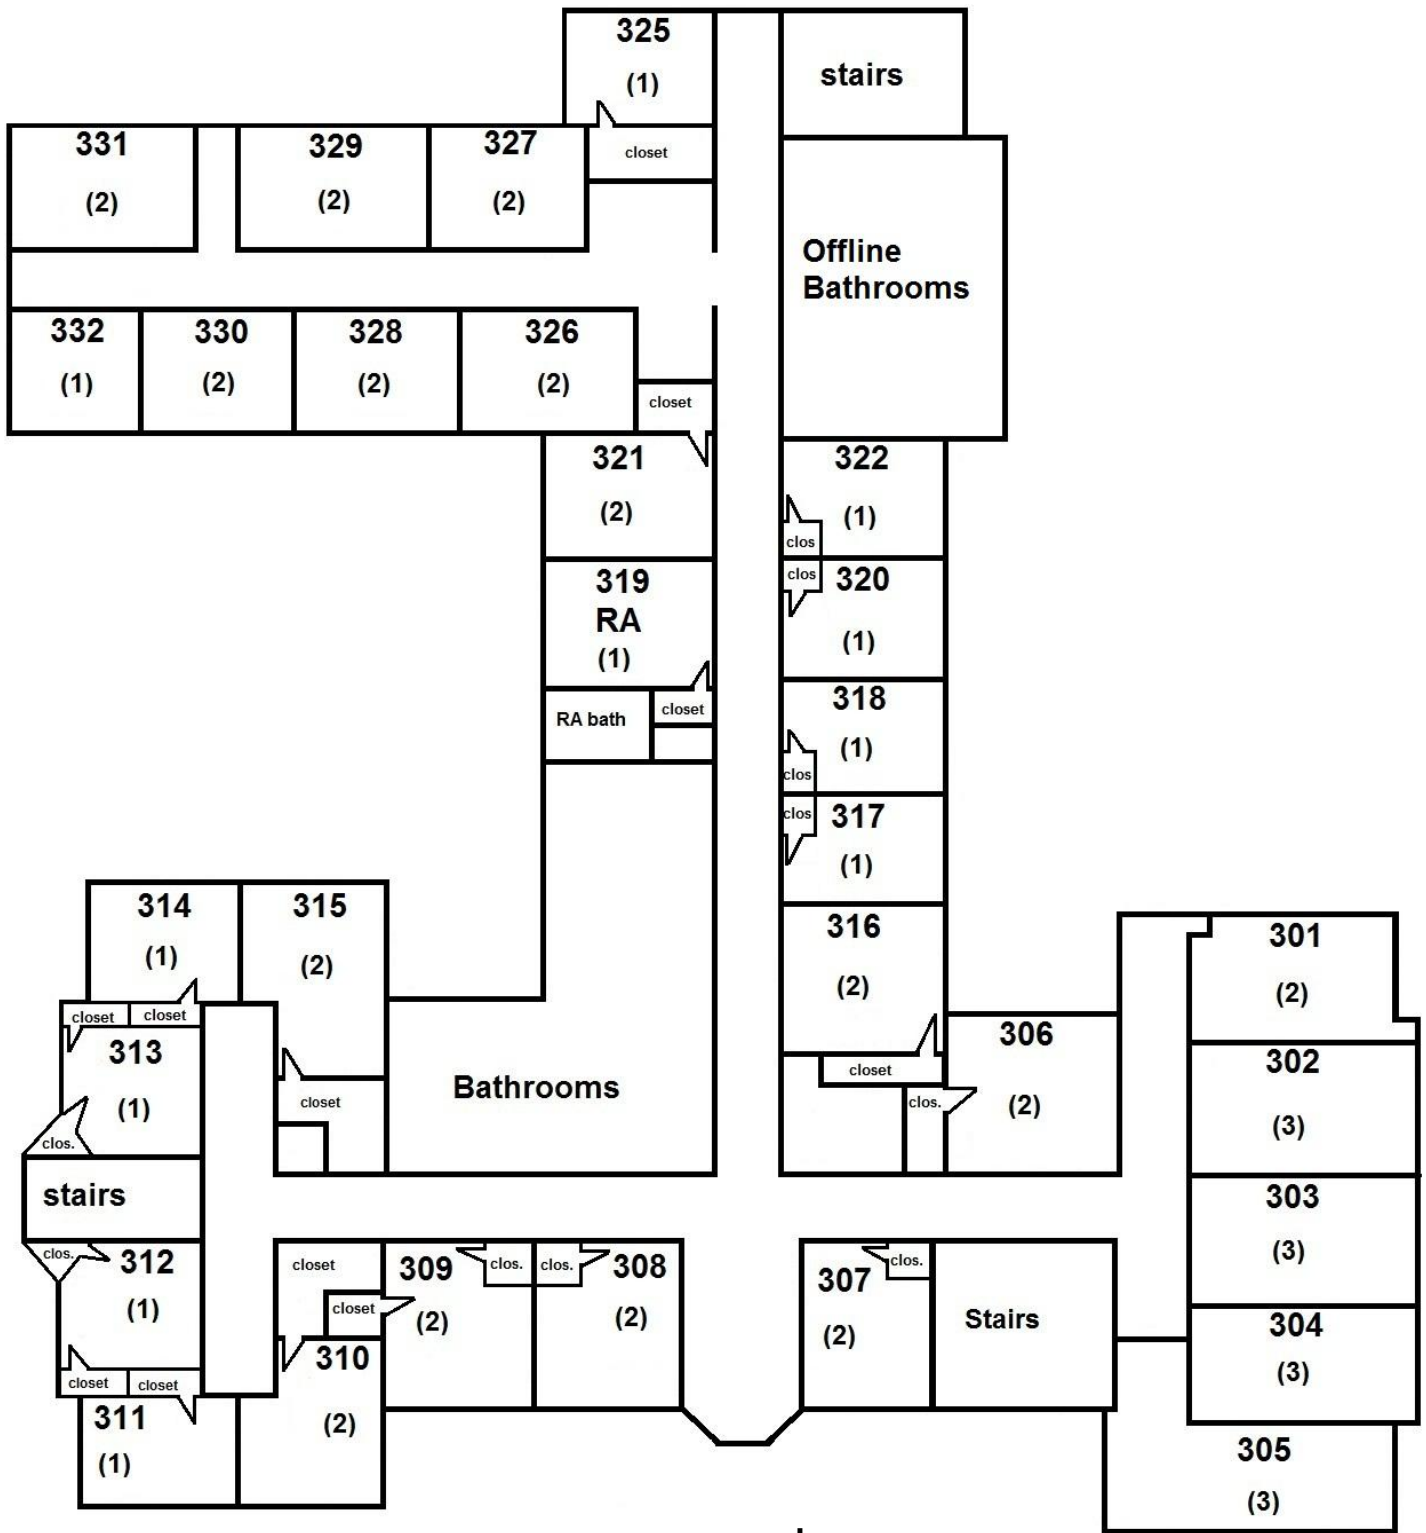 325
(1)
stairs
closet
331
(2)
329
(2)
327
(2)
Offline
Bathrooms
332
(1)
330
(2)
328
(2)
326
(2)
closet
321
(2)
322
(1)
clos
clos
320
(1)
319
RA
(1)
RA bath
closet
318
(1)
clos
clos
317
(1)
316
(2)
closet
314
(1)
315
(2)
closet
closet
313
(1)
clos.
closet
Bathrooms
306
(2)
clos.
301
(2)
302
(3)
303
(3)
304
(3)
305
(3)
stairs
clos.
312
(1)
closet
closet
311
(1)
closet
closet
310
(2)
309
(2)
clos.
clos.
308
(2)
307
(2)
clos.
Stairs